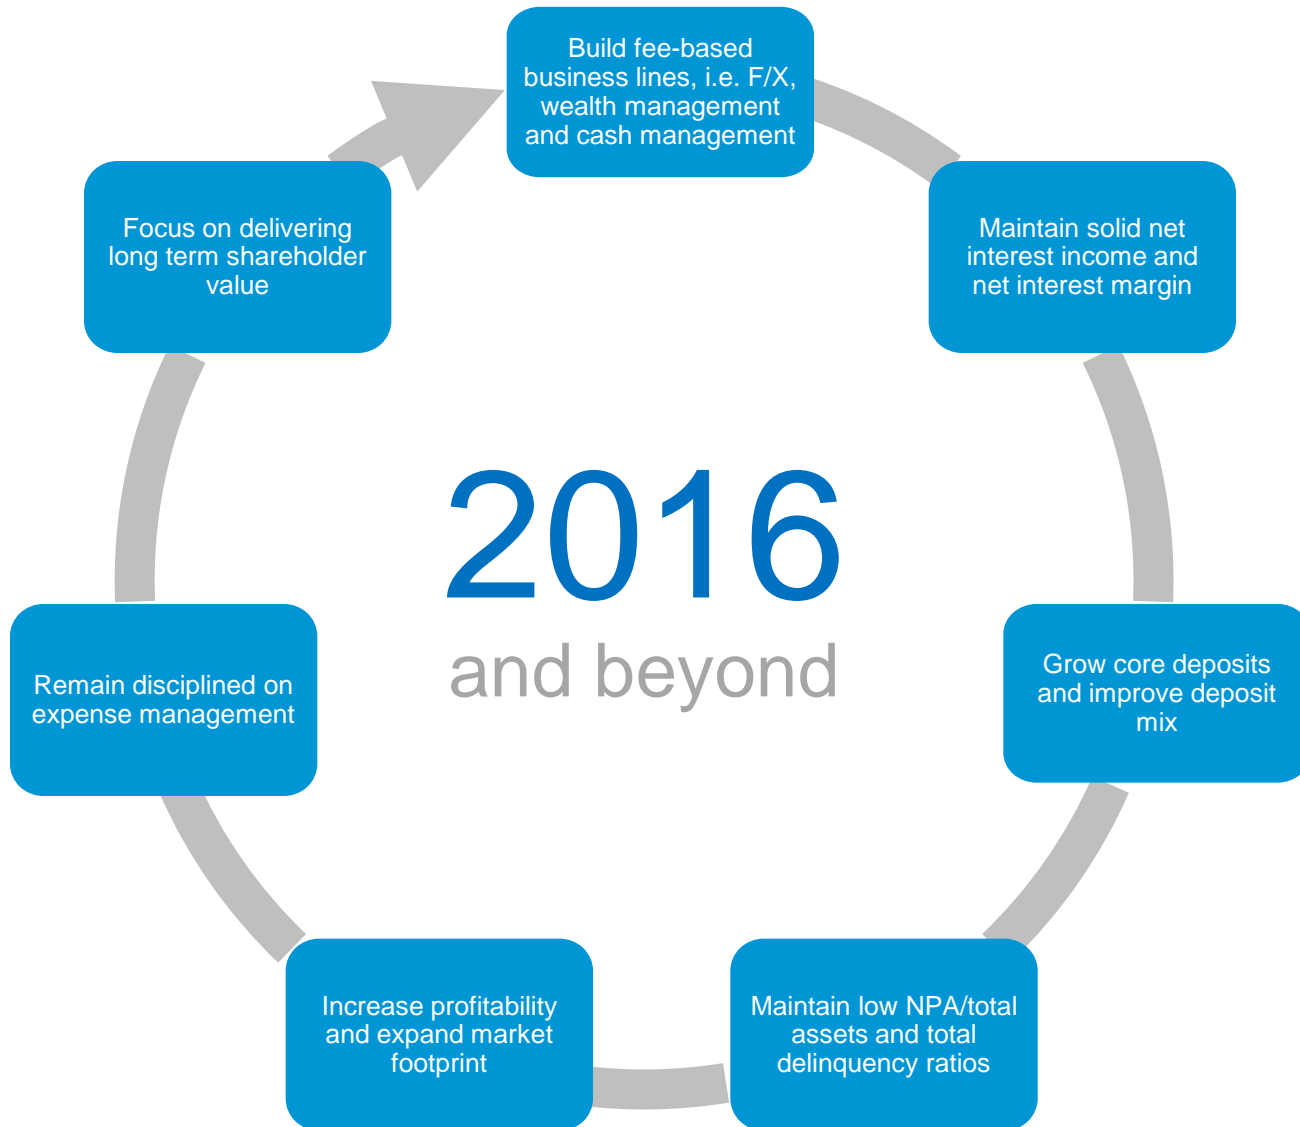 Build fee-based
business lines, i.e. F/X,
wealth management
and cash management
Maintain solid net
interest income and
net interest margin
Grow core deposits
and improve deposit
mix
Maintain low NPA/total
assets and total
delinquency ratios
Increase profitability
and expand market
footprint
Remain disciplined on
expense management
Focus on delivering
long term shareholder
value
2016
and beyond